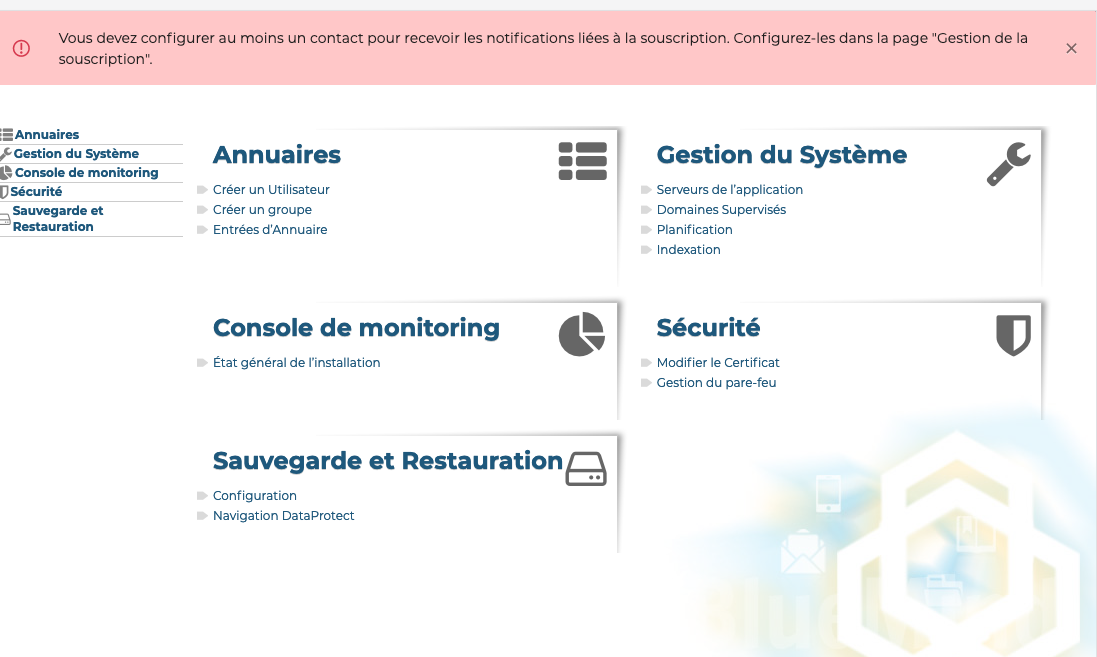 Vous devez configurer au moins un contact pour recevoir les notifications liées à la souscription. Configurez-les dans la page "Gestion de la
souscription".
Annuaires
Gestion du Système
Console de monitoring
Sécurité
Sauvegarde et
Restauration
Annuaires
Créer un Utilisateur
Créer un groupe
Entrées d’Annuaire
Gestion du Système
Serveurs de l’application
Domaines Supervisés
Planification
Indexation
Console de monitoring
État général de l’installation
Sécurité
Modifier le Certificat
Gestion du pare-feu
Sauvegarde et Restauration
Configuration
Navigation DataProtect